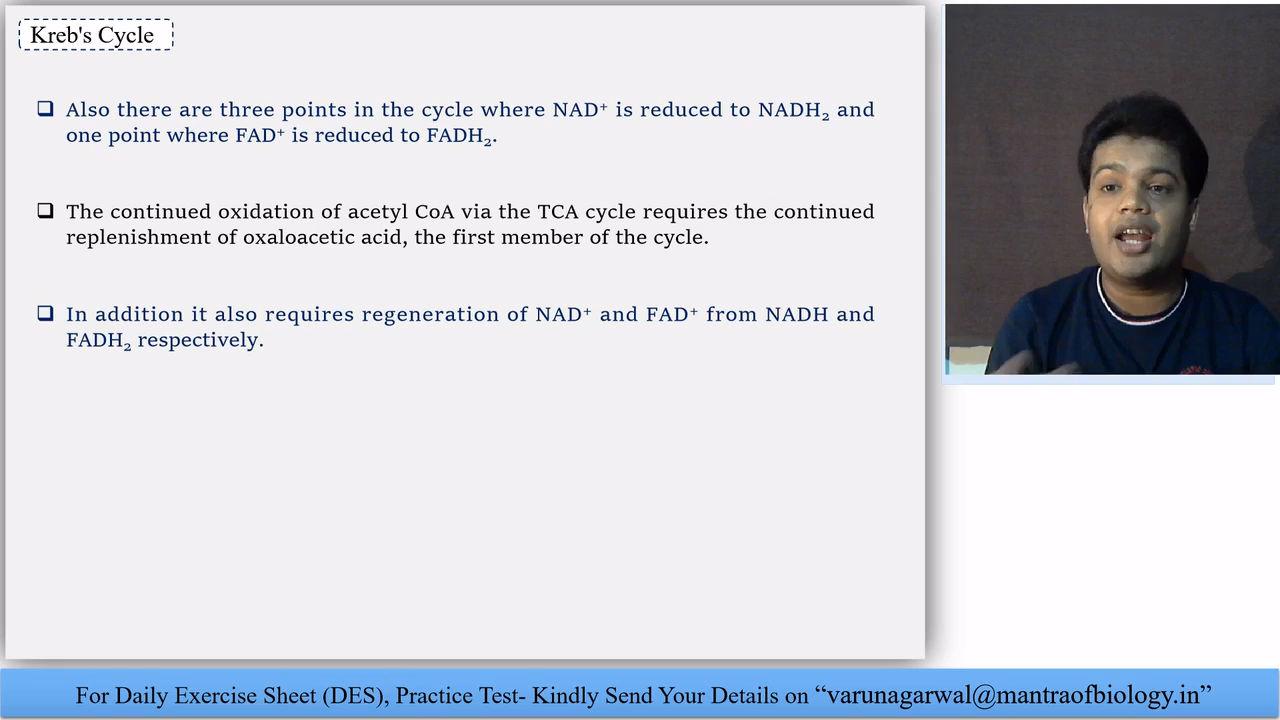 Kreb's Cycle
Also there are three points in the cycle where NAD⁺ is reduced to NADH₂ and
one point where FAD⁺ is reduced to FADH₂.
The continued oxidation of acetyl CoA via the TCA cycle requires the continued
replenishment of oxaloacetic acid, the first member of the cycle.
In addition it also requires regeneration of NAD⁺ and FAD⁺ from NADH and
FADH₂ respectively.
For Daily Exercise Sheet (DES), Practice Test- Kindly Send Your Details on “varunagarwal@mantraofbiology.in”